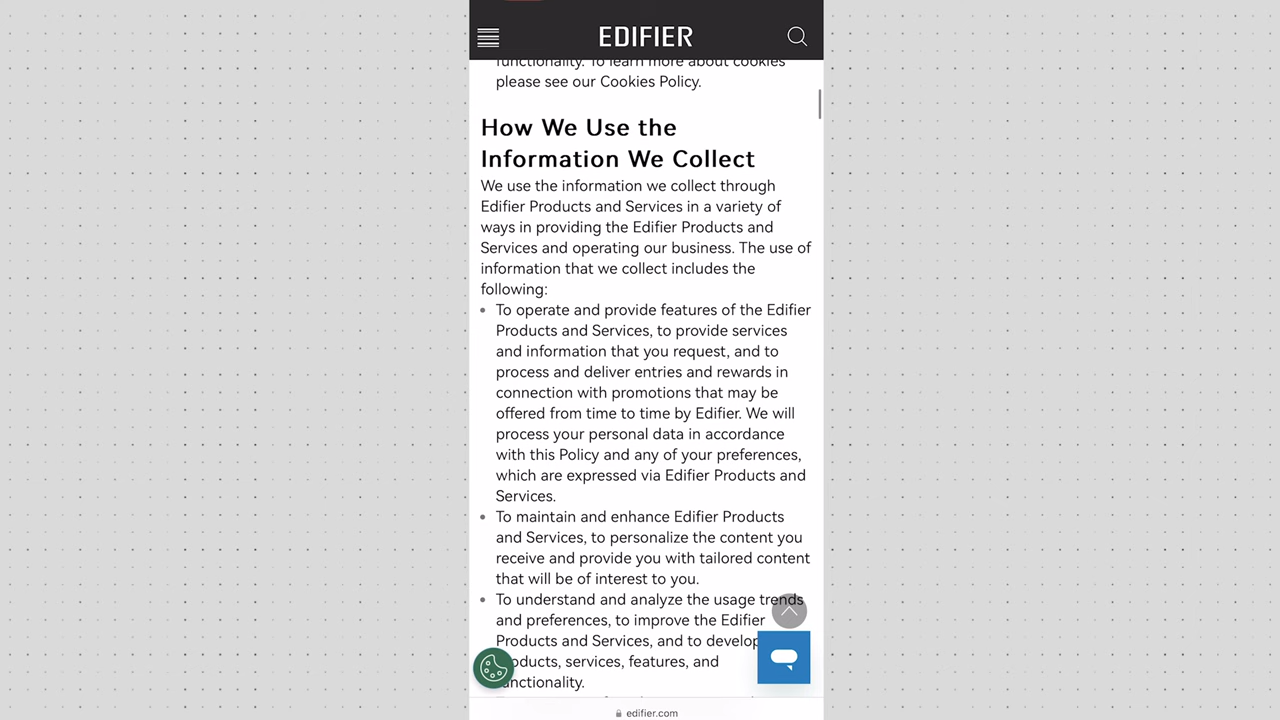 EDIFIER
functionality. To learn more about cookies
please see our Cookies Policy.
How We Use the
Information We Collect
We use the information we collect through
Edifier Products and Services in a variety of
ways in providing the Edifier Products and
Services and operating our business. The use of
information that we collect includes the
following:
• To operate and provide features of the Edifier
Products and Services, to provide services
and information that you request, and to
process and deliver entries and rewards in
connection with promotions that may be
offered from time to time by Edifier. We will
process your personal data in accordance
with this Policy and any of your preferences,
which are expressed via Edifier Products and
Services.
• To maintain and enhance Edifier Products
and Services, to personalize the content you
receive and provide you with tailored content
that will be of interest to you.
• To understand and analyze the usage trends
and preferences, to improve the Edifier
Products and Services, and to develop
products, services, features, and
functionality.
edifier.com